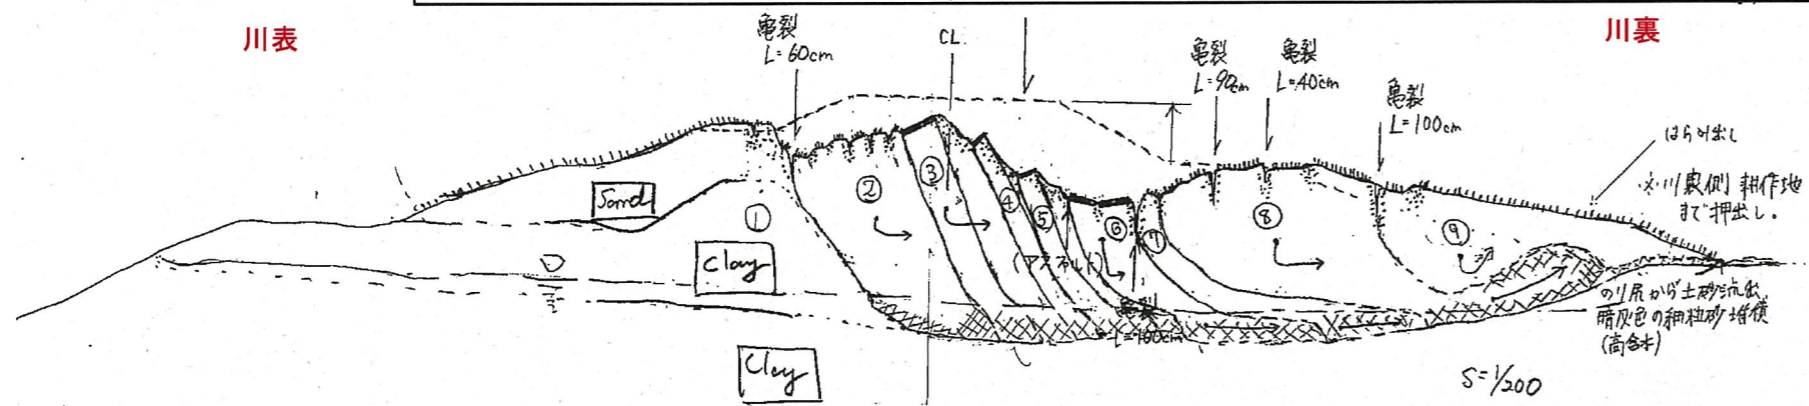 川表
川裏
亀裂
L=60cm
CL.
亀裂
L=90cm
亀裂
L=40cm
亀裂
L=100cm
はらみ出し
※川裏側 耕作地
まで押出し。
Sand
①
②
③
④
⑤
⑥
⑦
⑧
⑨
(アスファルト)
Clay
亀裂
L=100cm
のり尻から土砂流出
暗灰色の細粒砂堆積
(高含水)
Clay
S=1/200